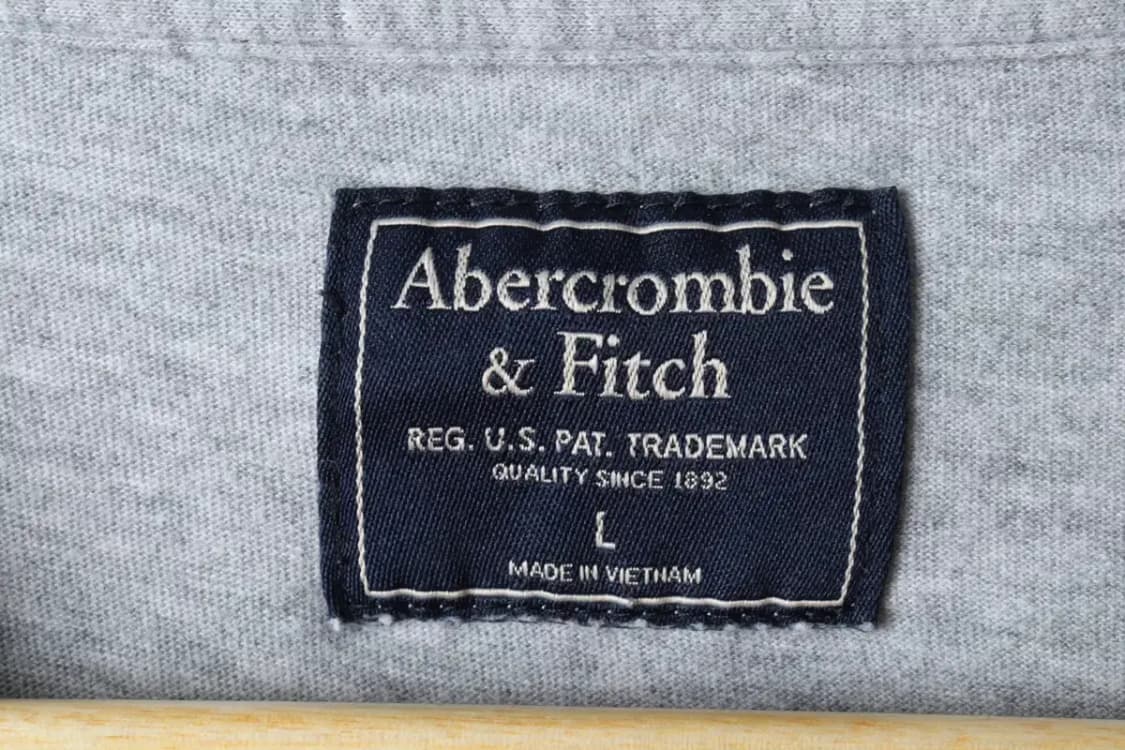 Abercrombie
& Fitch
REG. U.S. PAT. TRADEMARK
QUALITY SINCE 1892
L
MADE IN VIETNAM